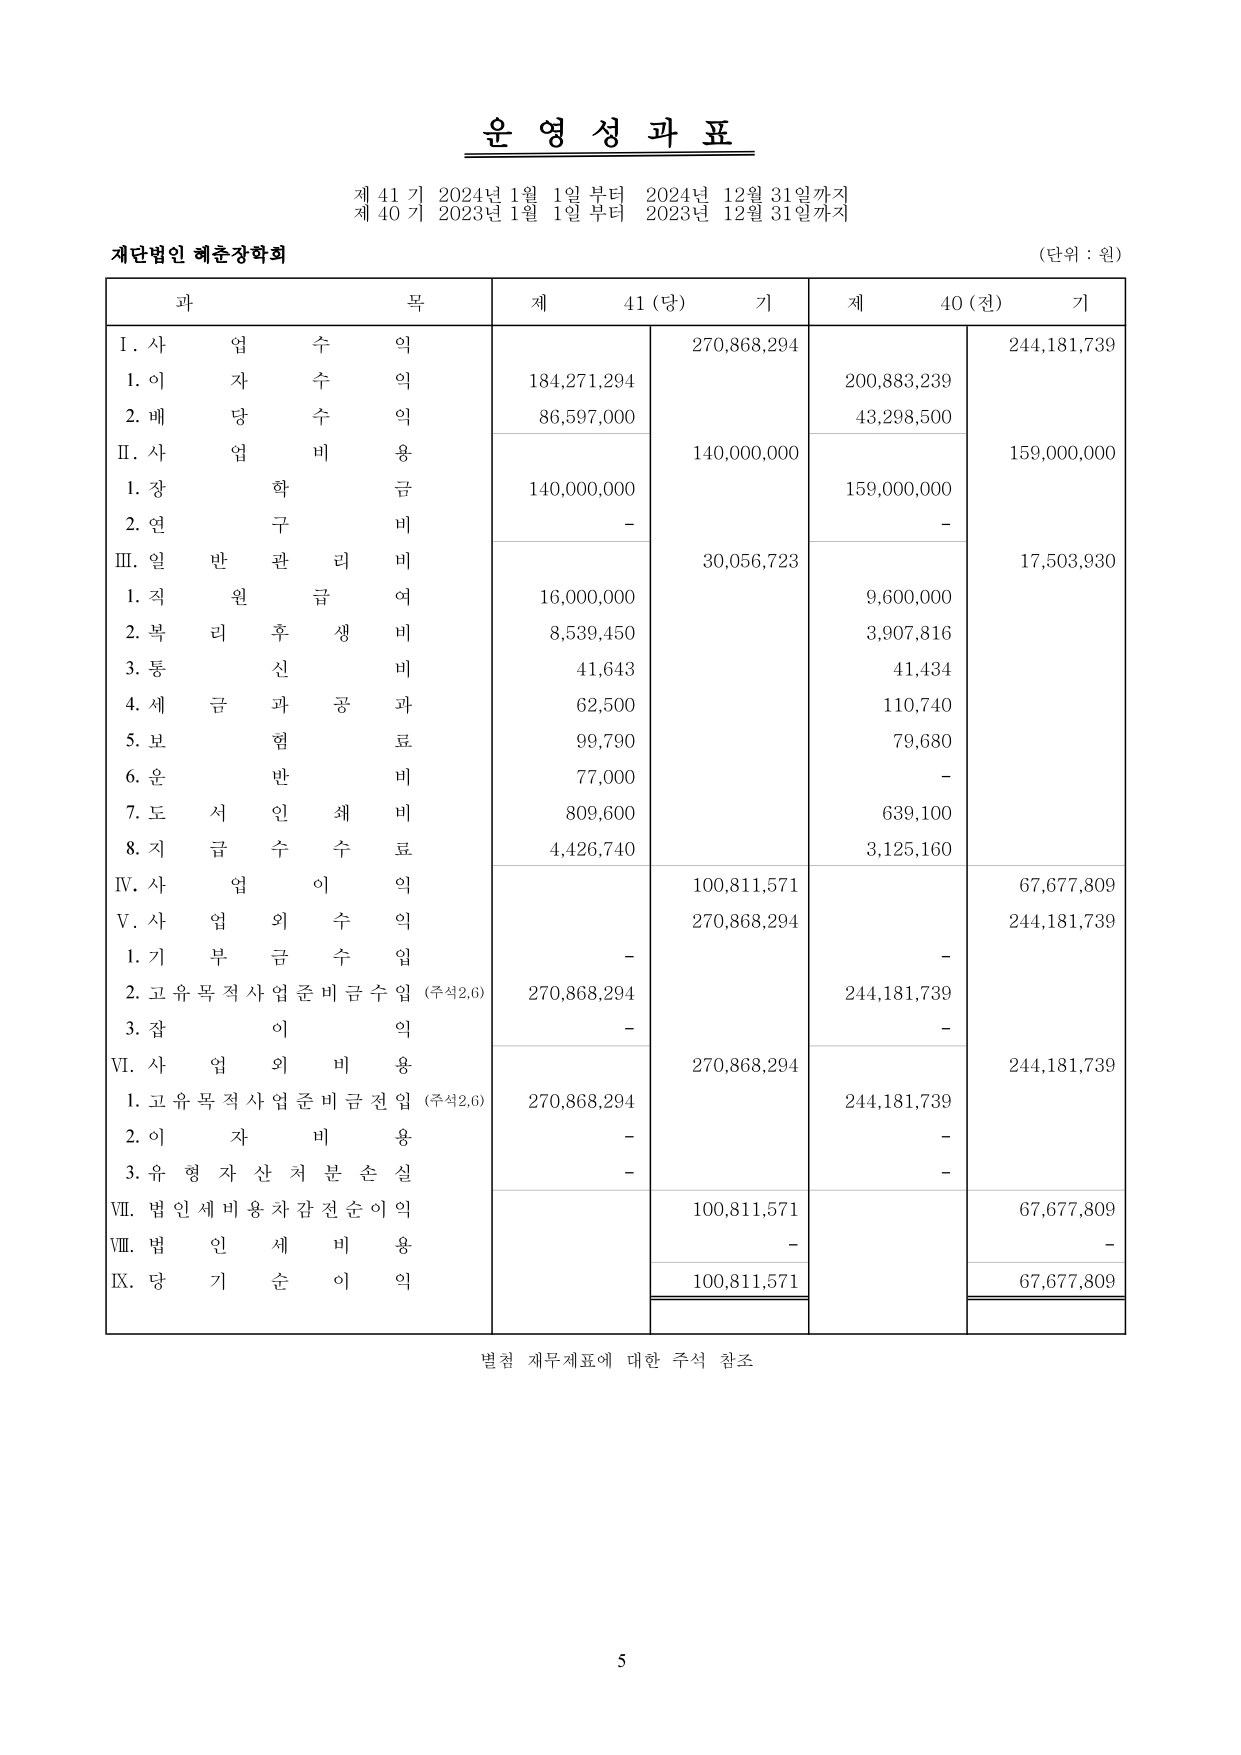 운 영 성 과 표
제 41 기 2024년 1월 1일 부터 2024년 12월 31일까지
제 40 기 2023년 1월 1일 부터 2023년 12월 31일까지
재단법인 혜춘장학회 (단위 : 원)
과 목 제 41 (당) 기 제 40 (전) 기
Ⅰ. 사 업 수 익 270,868,294 244,181,739
1. 이 자 수 익 184,271,294 200,883,239
2. 배 당 수 익 86,597,000 43,298,500
Ⅱ. 사 업 비 용 140,000,000 159,000,000
1. 장 학 금 140,000,000 159,000,000
2. 연 구 비 - -
Ⅲ. 일 반 관 리 비 30,056,723 17,503,930
1. 직 원 급 여 16,000,000 9,600,000
2. 복 리 후 생 비 8,539,450 3,907,816
3. 통 신 비 41,643 41,434
4. 세 금 과 공 과 62,500 110,740
5. 보 험 료 99,790 79,680
6. 운 반 비 77,000 -
7. 도 서 인 쇄 비 809,600 639,100
8. 지 급 수 수 료 4,426,740 3,125,160
Ⅳ. 사 업 이 익 100,811,571 67,677,809
Ⅴ. 사 업 외 수 익 270,868,294 244,181,739
1. 기 부 금 수 입 - -
2. 고유목적사업준비금수입 (주석2,6) 270,868,294 244,181,739
3. 잡 이 익 - -
Ⅵ. 사 업 외 비 용 270,868,294 244,181,739
1. 고유목적사업준비금전입 (주석2,6) 270,868,294 244,181,739
2. 이 자 비 용 - -
3. 유 형 자 산 처 분 손 실 - -
Ⅶ. 법인세비용차감전순이익 100,811,571 67,677,809
Ⅷ. 법 인 세 비 용 - -
Ⅸ. 당 기 순 이 익 100,811,571 67,677,809
별첨 재무제표에 대한 주석 참조
5